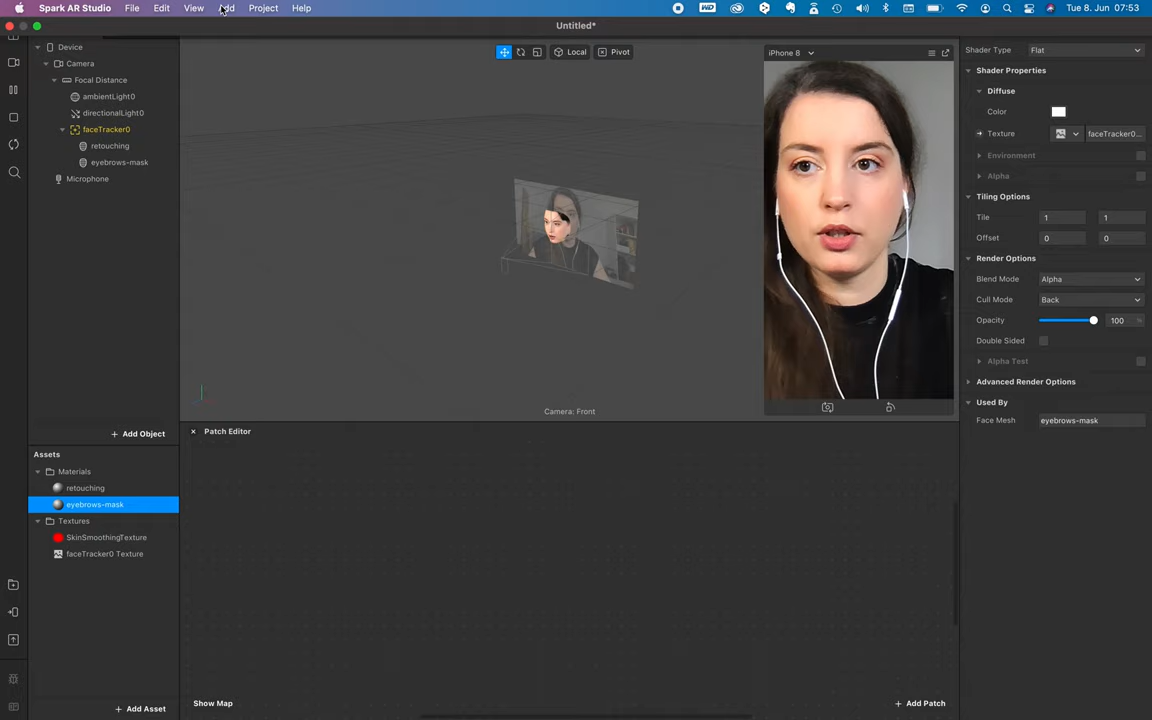 Spark AR Studio File Edit View Add Project Help Tue 8. Jun 07:53
Untitled*
Device
Camera
Focal Distance
ambientLight0
directionalLight0
faceTracker0
retouching
eyebrows-mask
Microphone
+ Add Object
Local
Pivot
iPhone 8
Camera: Front
Shader Type Flat
Shader Properties
Diffuse
Color
Texture faceTracker0...
Environment
Alpha
Tiling Options
Tile 1 1
Offset 0 0
Render Options
Blend Mode Alpha
Cull Mode Back
Opacity 100 %
Double Sided
Alpha Test
Advanced Render Options
Used By
Face Mesh eyebrows-mask
Assets
Materials
retouching
eyebrows-mask
Textures
SkinSmoothingTexture
faceTracker0 Texture
+ Add Asset
Patch Editor
Show Map
+ Add Patch